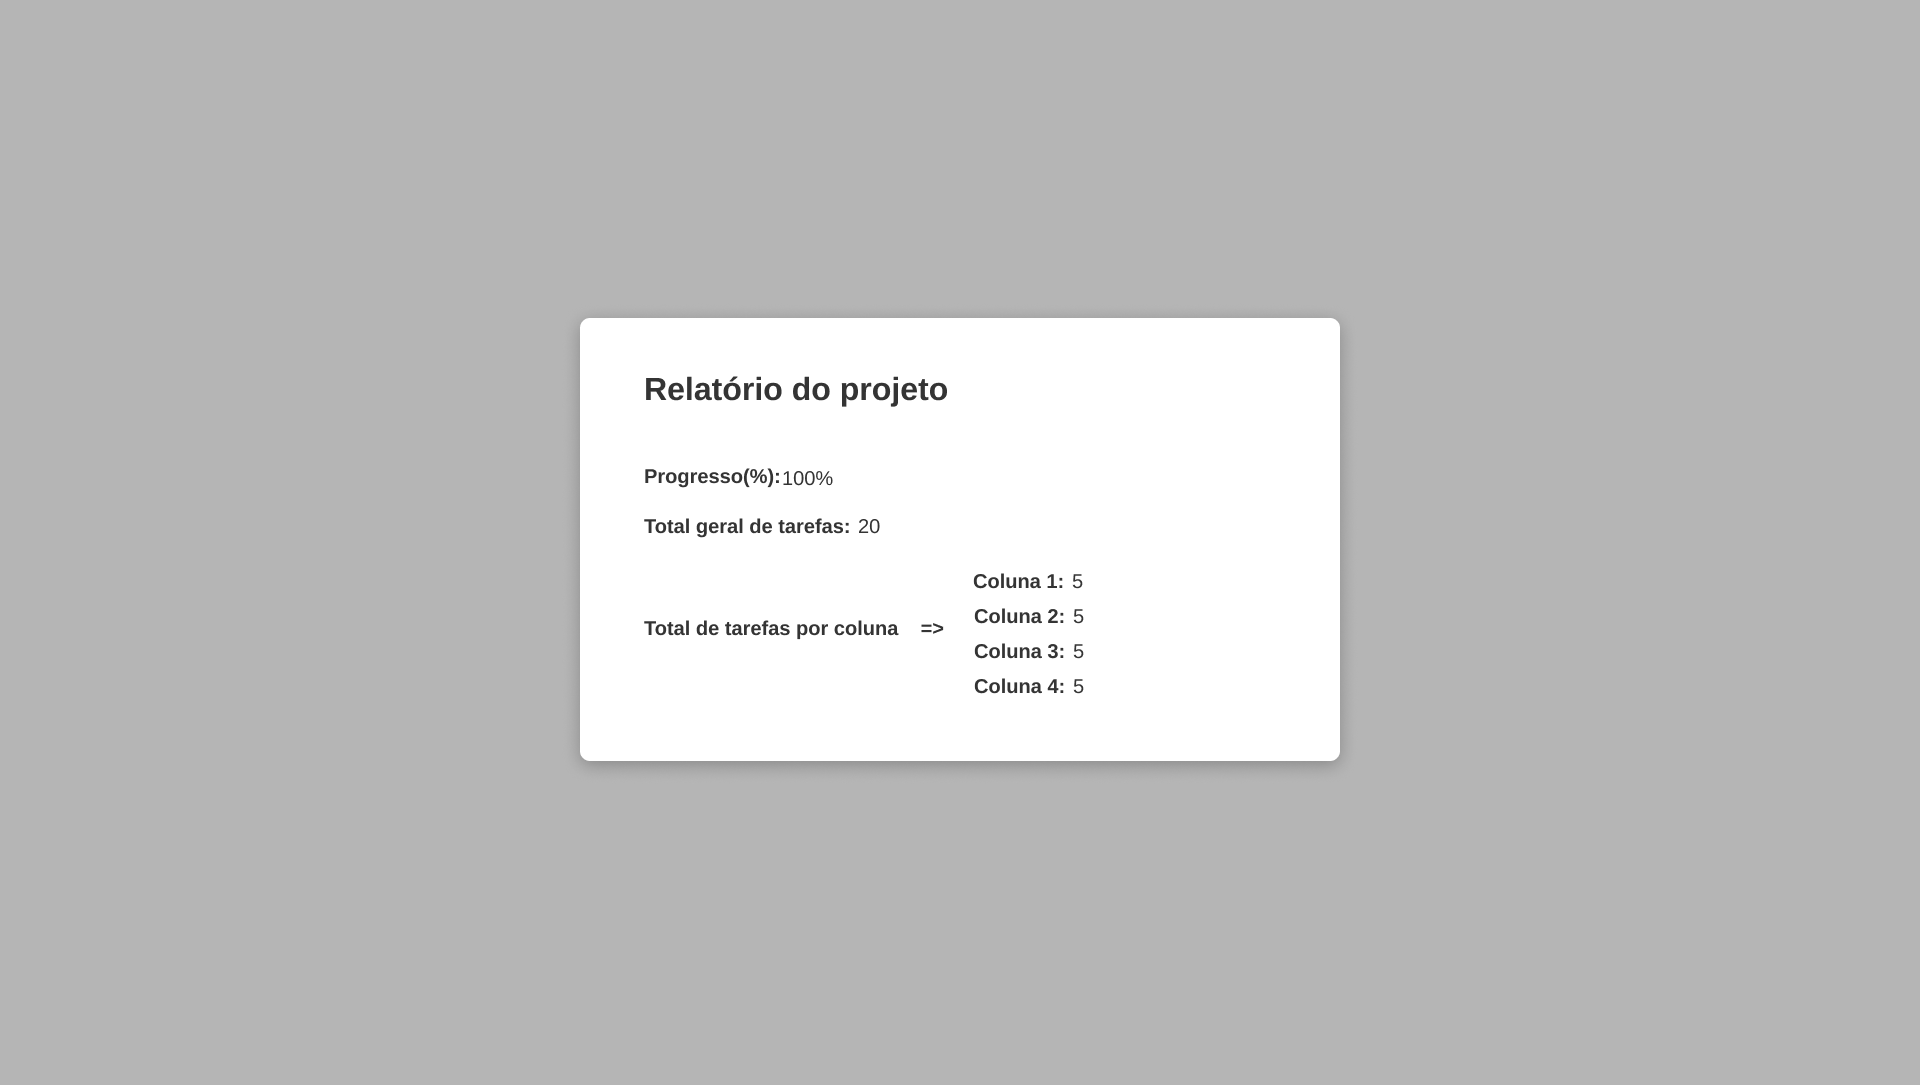 Relatório do projeto
Progresso(%): 100%
Total geral de tarefas: 20
Total de tarefas por coluna =>
Coluna 1: 5
Coluna 2: 5
Coluna 3: 5
Coluna 4: 5